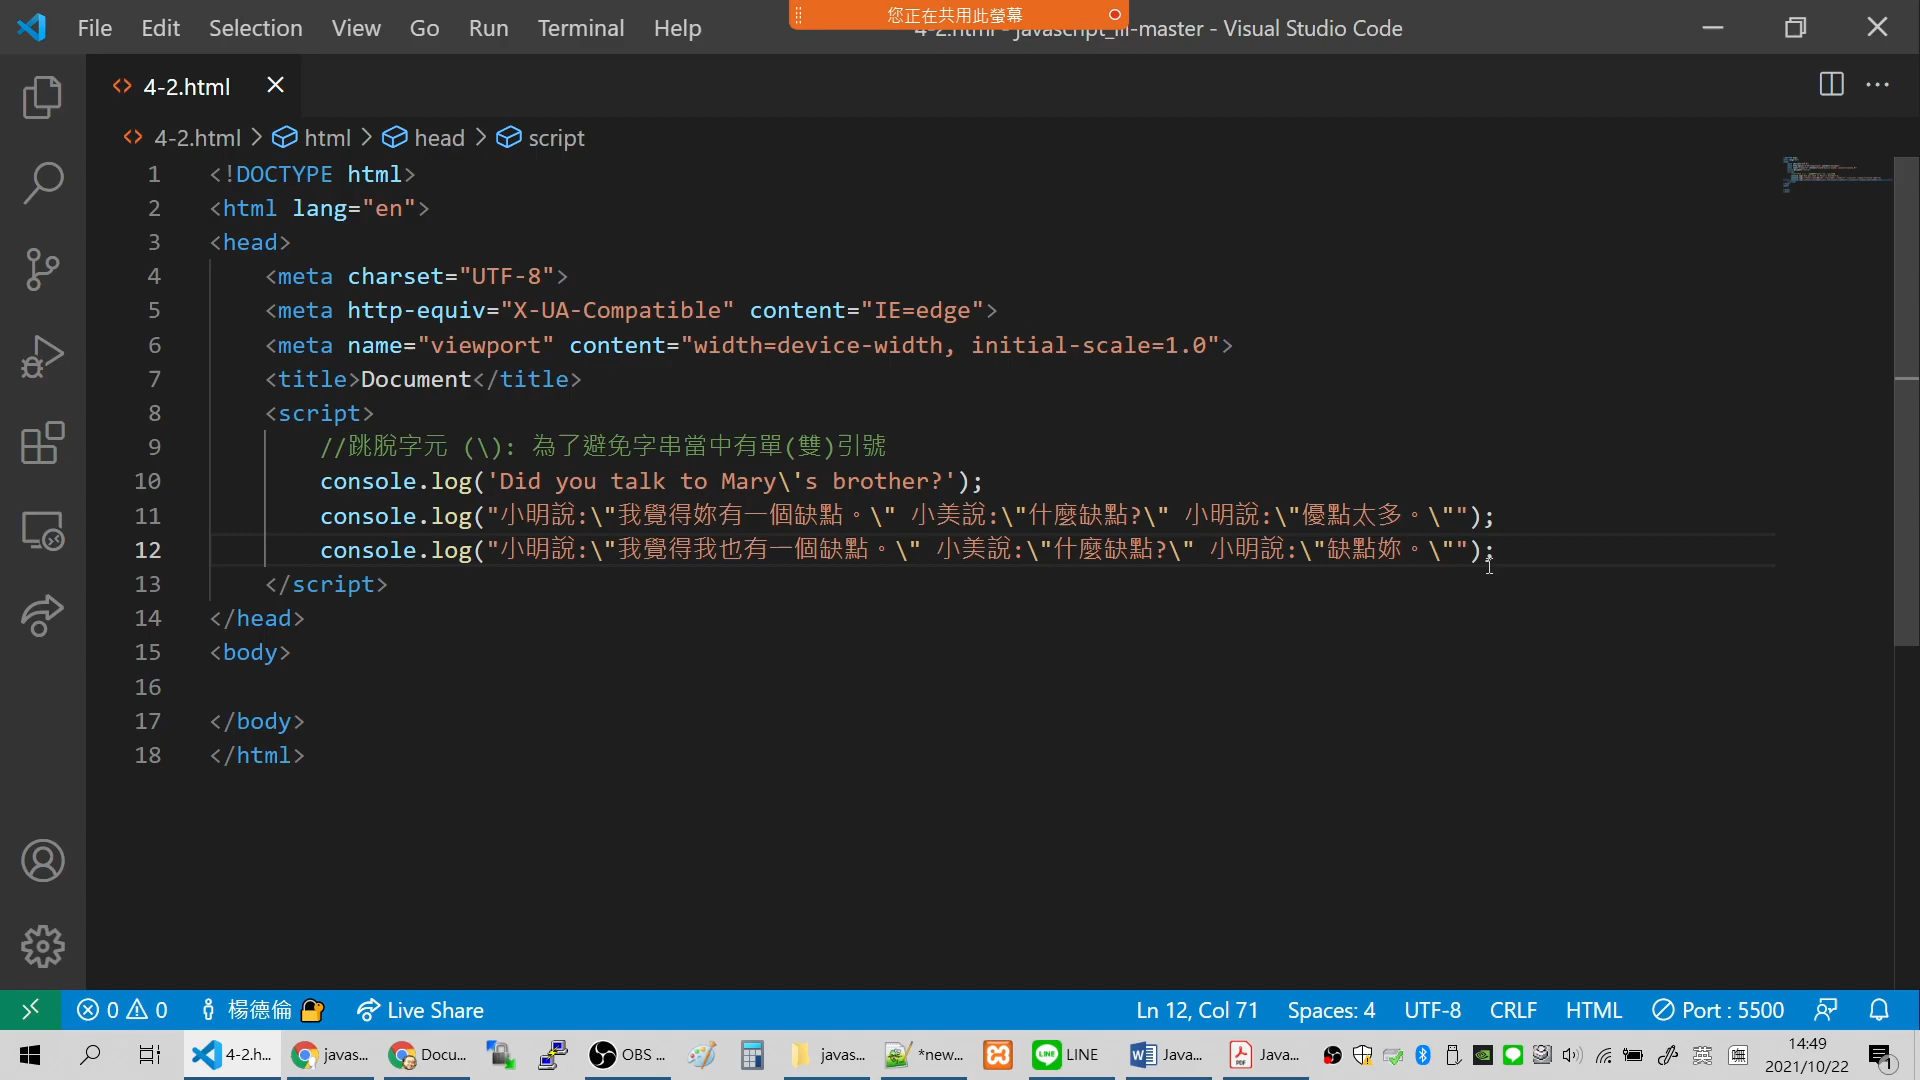 File Edit Selection View Go Run Terminal Help
您正在共用此螢幕
4-2.html - javascript_iii-master - Visual Studio Code
4-2.html
4-2.html > html > head > script
1 <!DOCTYPE html>
2 <html lang="en">
3 <head>
4 <meta charset="UTF-8">
5 <meta http-equiv="X-UA-Compatible" content="IE=edge">
6 <meta name="viewport" content="width=device-width, initial-scale=1.0">
7 <title>Document</title>
8 <script>
9 //跳脫字元 (\): 為了避免字串當中有單(雙)引號
10 console.log('Did you talk to Mary\'s brother?');
11 console.log("小明說:\"我覺得妳有一個缺點。\" 小美說:\"什麼缺點?\" 小明說:\"優點太多。\"");
12 console.log("小明說:\"我覺得我也有一個缺點。\" 小美說:\"什麼缺點?\" 小明說:\"缺點妳。\"");
13 </script>
14 </head>
15 <body>
16
17 </body>
18 </html>
0 0 楊德倫 Live Share Ln 12, Col 71 Spaces: 4 UTF-8 CRLF HTML Port : 5500
4-2.h... javas... Docu... OBS ... javas... *new... LINE Java... Java... 英 14:49
2021/10/22 1